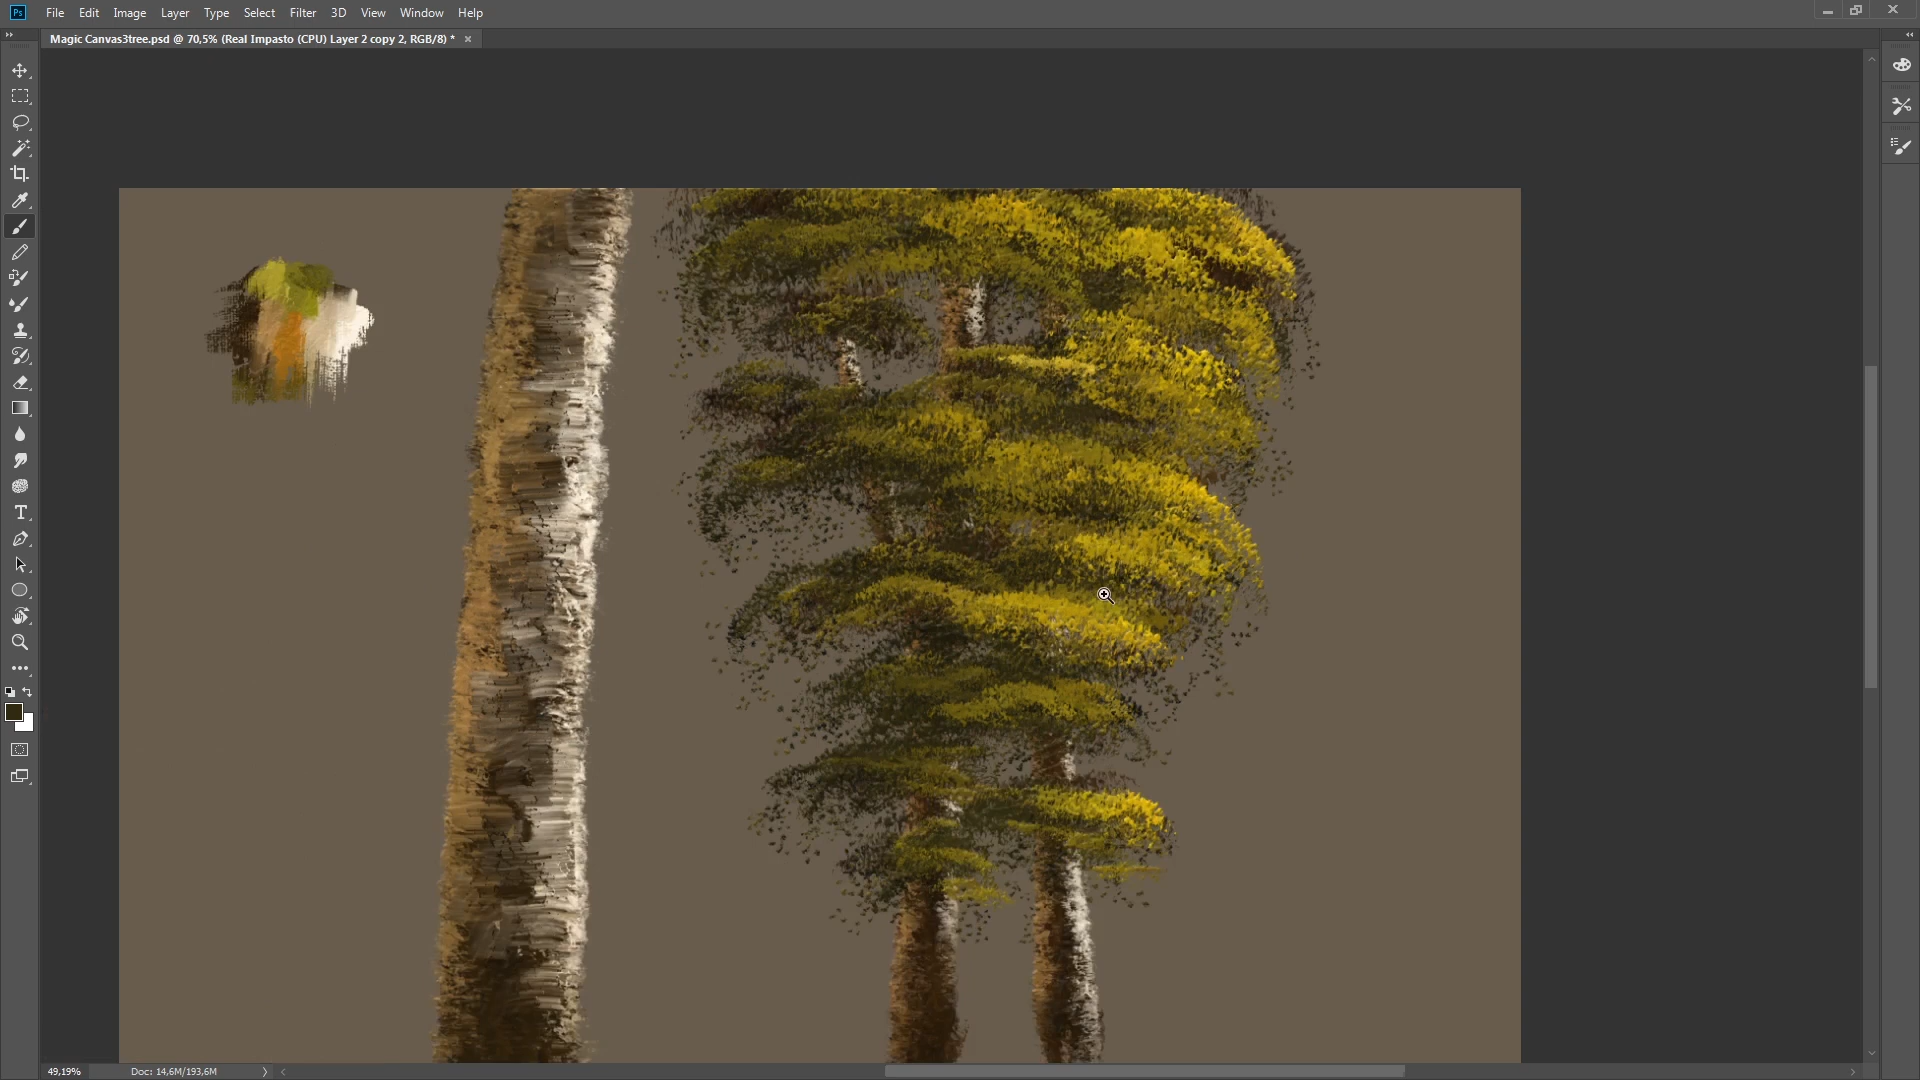 Ps File Edit Image Layer Type Select Filter 3D View Window Help
Magic Canvas3tree.psd @ 70,5% (Real Impasto (CPU) Layer 2 copy 2, RGB/8) *
T
49,19% Doc: 14,6M/193,6M